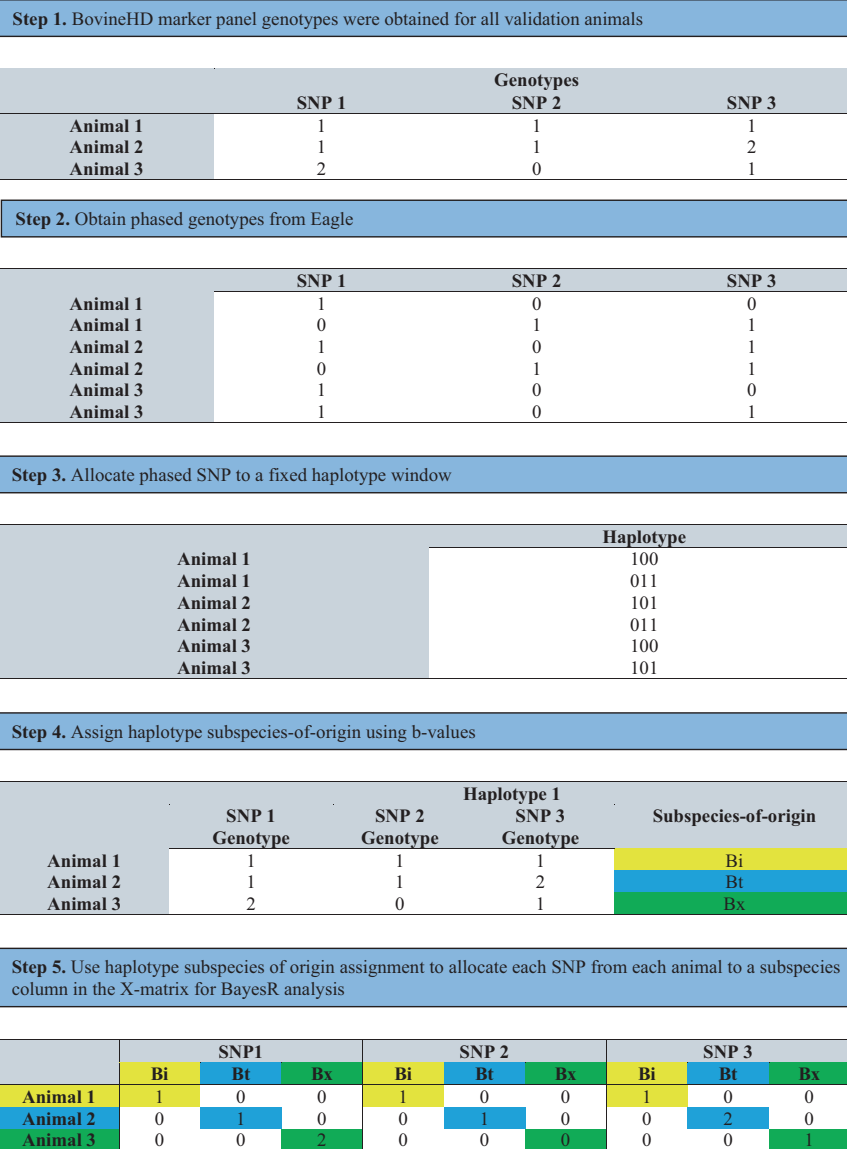 Step 1. BovineHD marker panel genotypes were obtained for all validation animals
Genotypes
SNP 1 SNP 2 SNP 3
Animal 1 1 1 1
Animal 2 1 1 2
Animal 3 2 0 1
Step 2. Obtain phased genotypes from Eagle
SNP 1 SNP 2 SNP 3
Animal 1 1 0 0
Animal 1 0 1 1
Animal 2 1 0 1
Animal 2 0 1 1
Animal 3 1 0 0
Animal 3 1 0 1
Step 3. Allocate phased SNP to a fixed haplotype window
Haplotype
Animal 1 100
Animal 1 011
Animal 2 101
Animal 2 011
Animal 3 100
Animal 3 101
Step 4. Assign haplotype subspecies-of-origin using b-values
Haplotype 1
SNP 1 SNP 2 SNP 3 Subspecies-of-origin
Genotype Genotype Genotype
Animal 1 1 1 1 Bi
Animal 2 1 1 2 Bt
Animal 3 2 0 1 Bx
Step 5. Use haplotype subspecies of origin assignment to allocate each SNP from each animal to a subspecies
column in the X-matrix for BayesR analysis
SNP1 SNP 2 SNP 3
Bi Bt Bx Bi Bt Bx Bi Bt Bx
Animal 1 1 0 0 1 0 0 1 0 0
Animal 2 0 1 0 0 1 0 0 2 0
Animal 3 0 0 2 0 0 0 0 0 1